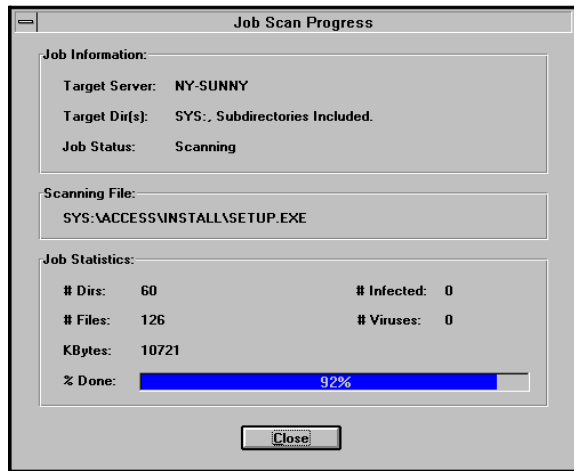 Job Scan Progress
Job Information:
Target Server: NY-SUNNY
Target Dir(s): SYS:, Subdirectories Included.
Job Status: Scanning
Scanning File:
SYS:\ACCESS\INSTALL\SETUP.EXE
Job Statistics:
# Dirs: 60 # Infected: 0
# Files: 126 # Viruses: 0
KBytes: 10721
% Done: 92%
Close